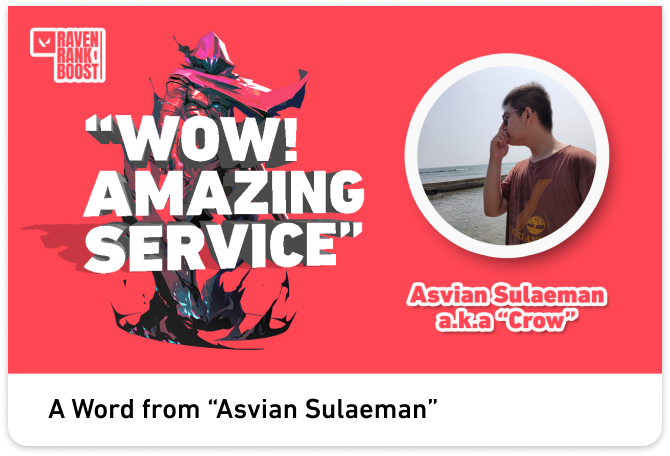 RAVEN
RANK
BOOST
“WOW!
AMAZING
SERVICE”
Asvian Sulaeman
a.k.a “Crow”
A Word from “Asvian Sulaeman”